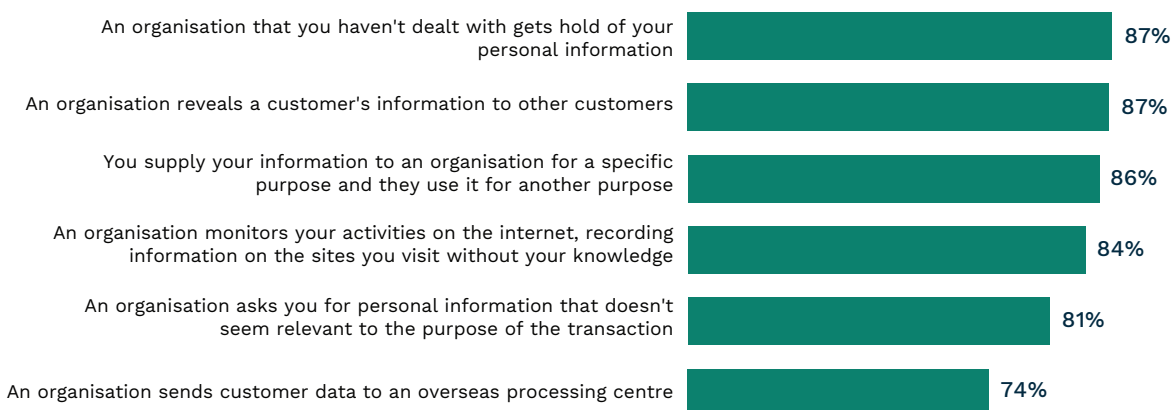 An organisation that you haven't dealt with gets hold of your
personal information
87%
An organisation reveals a customer's information to other customers
87%
You supply your information to an organisation for a specific
purpose and they use it for another purpose
86%
An organisation monitors your activities on the internet, recording
information on the sites you visit without your knowledge
84%
An organisation asks you for personal information that doesn't
seem relevant to the purpose of the transaction
81%
An organisation sends customer data to an overseas processing centre
74%